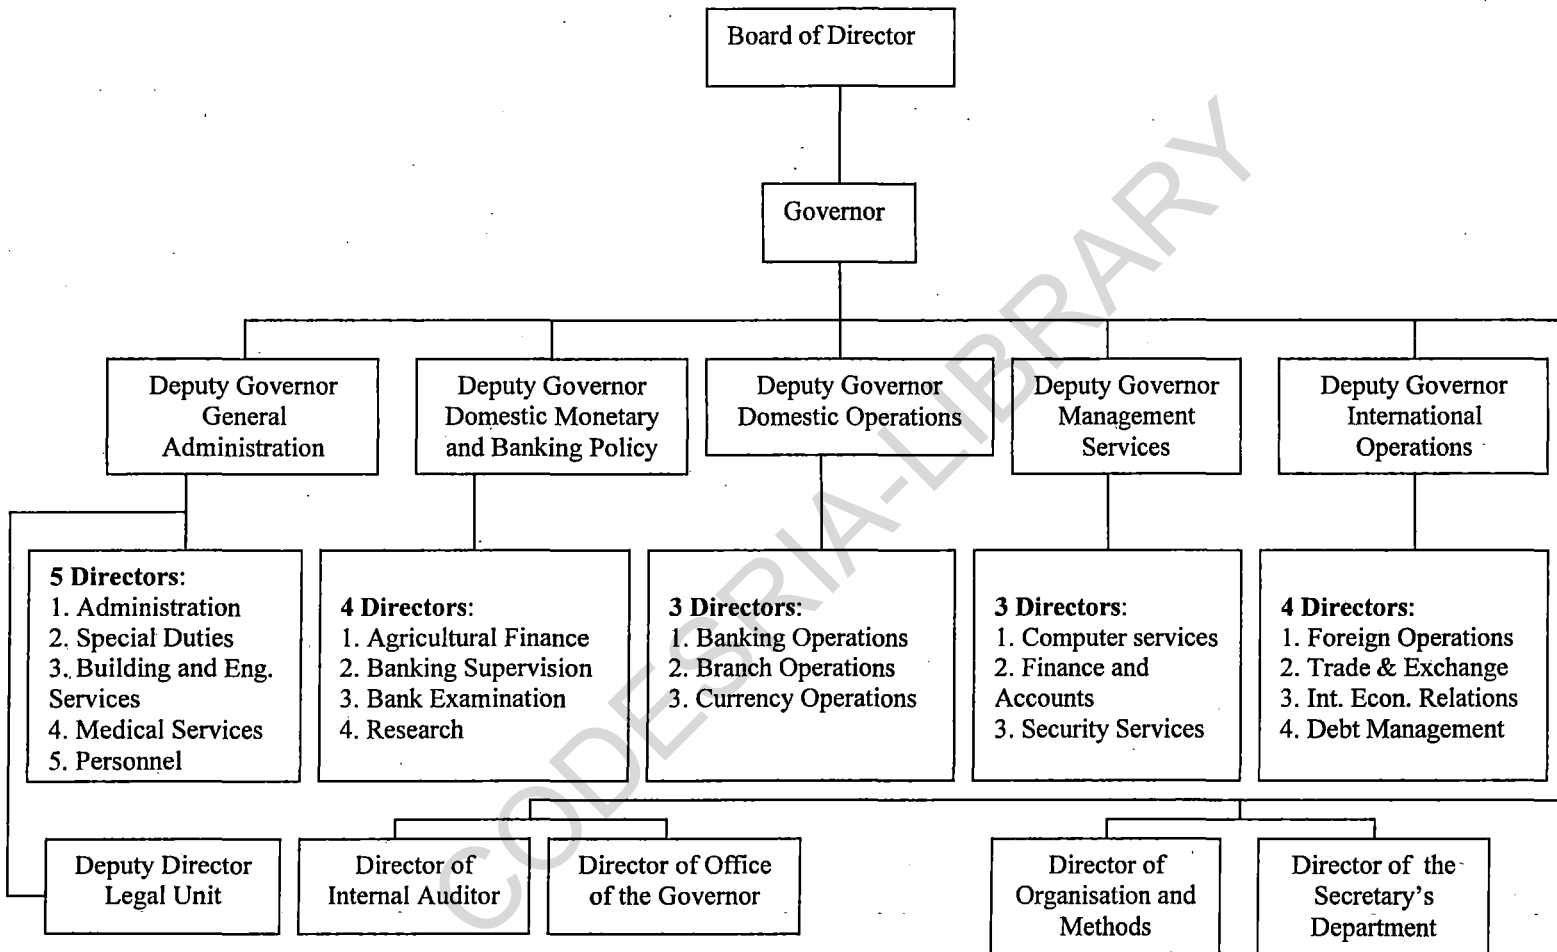 Board of Director
Governor
Deputy Governor
General
Administration
Deputy Governor
Domestic Monetary
and Banking Policy
Deputy Governor
Domestic Operations
Deputy Governor
Management
Services
Deputy Governor
International
Operations
5 Directors:
1. Administration
2. Special Duties
3. Building and Eng.
Services
4. Medical Services
5. Personnel
4 Directors:
1. Agricultural Finance
2. Banking Supervision
3. Bank Examination
4. Research
3 Directors:
1. Banking Operations
2. Branch Operations
3. Currency Operations
3 Directors:
1. Computer services
2. Finance and
Accounts
3. Security Services
4 Directors:
1. Foreign Operations
2. Trade & Exchange
3. Int. Econ. Relations
4. Debt Management
Deputy Director
Legal Unit
Director of
Internal Auditor
Director of Office
of the Governor
Director of
Organisation and
Methods
Director of the
Secretary's
Department
CODESRIA-LIBRARY